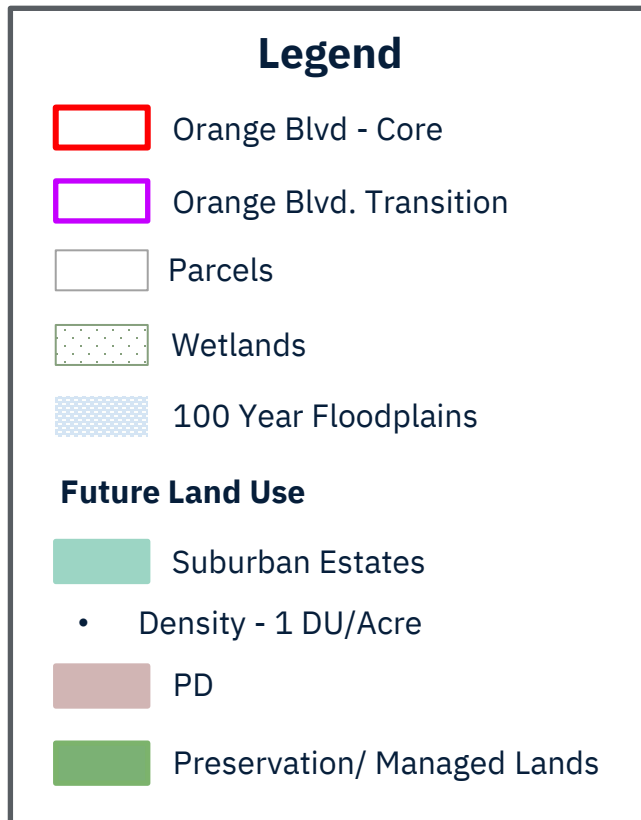 Legend
Orange Blvd - Core
Orange Blvd. Transition
Parcels
Wetlands
100 Year Floodplains
Future Land Use
Suburban Estates
• Density - 1 DU/Acre
PD
Preservation/ Managed Lands